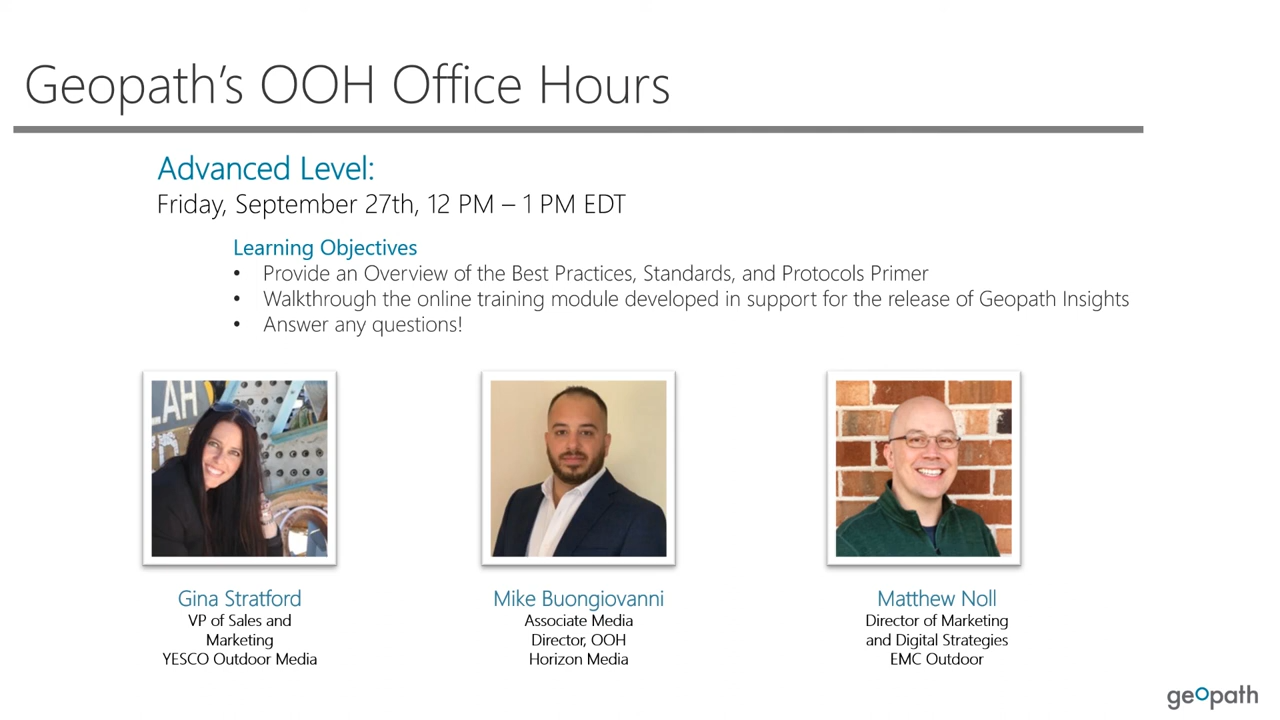 Geopath's OOH Office Hours
Advanced Level:
Friday, September 27th, 12 PM – 1 PM EDT
Learning Objectives
• Provide an Overview of the Best Practices, Standards, and Protocols Primer
• Walkthrough the online training module developed in support for the release of Geopath Insights
• Answer any questions!
LAH
Gina Stratford
VP of Sales and
Marketing
YESCO Outdoor Media
Mike Buongiovanni
Associate Media
Director, OOH
Horizon Media
Matthew Noll
Director of Marketing
and Digital Strategies
EMC Outdoor
geopath